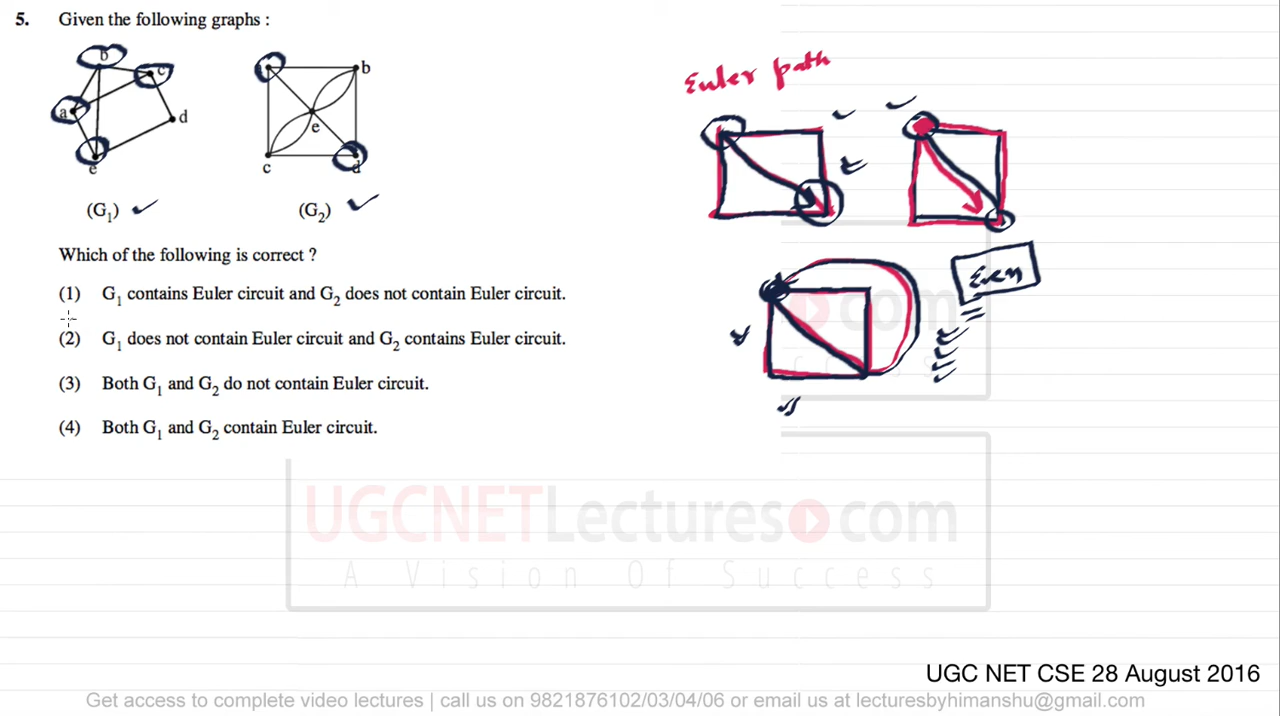 5. Given the following graphs :
b
c
a
d
e
b
e
c
d
(G1)
(G2)
Euler path
Even
Which of the following is correct ?
(1) G1 contains Euler circuit and G2 does not contain Euler circuit.
(2) G1 does not contain Euler circuit and G2 contains Euler circuit.
(3) Both G1 and G2 do not contain Euler circuit.
(4) Both G1 and G2 contain Euler circuit.
UGCNETLectures.com
A Vision Of Success
UGC NET CSE 28 August 2016
Get access to complete video lectures | call us on 9821876102/03/04/06 or email us at lecturesbyhimanshu@gmail.com